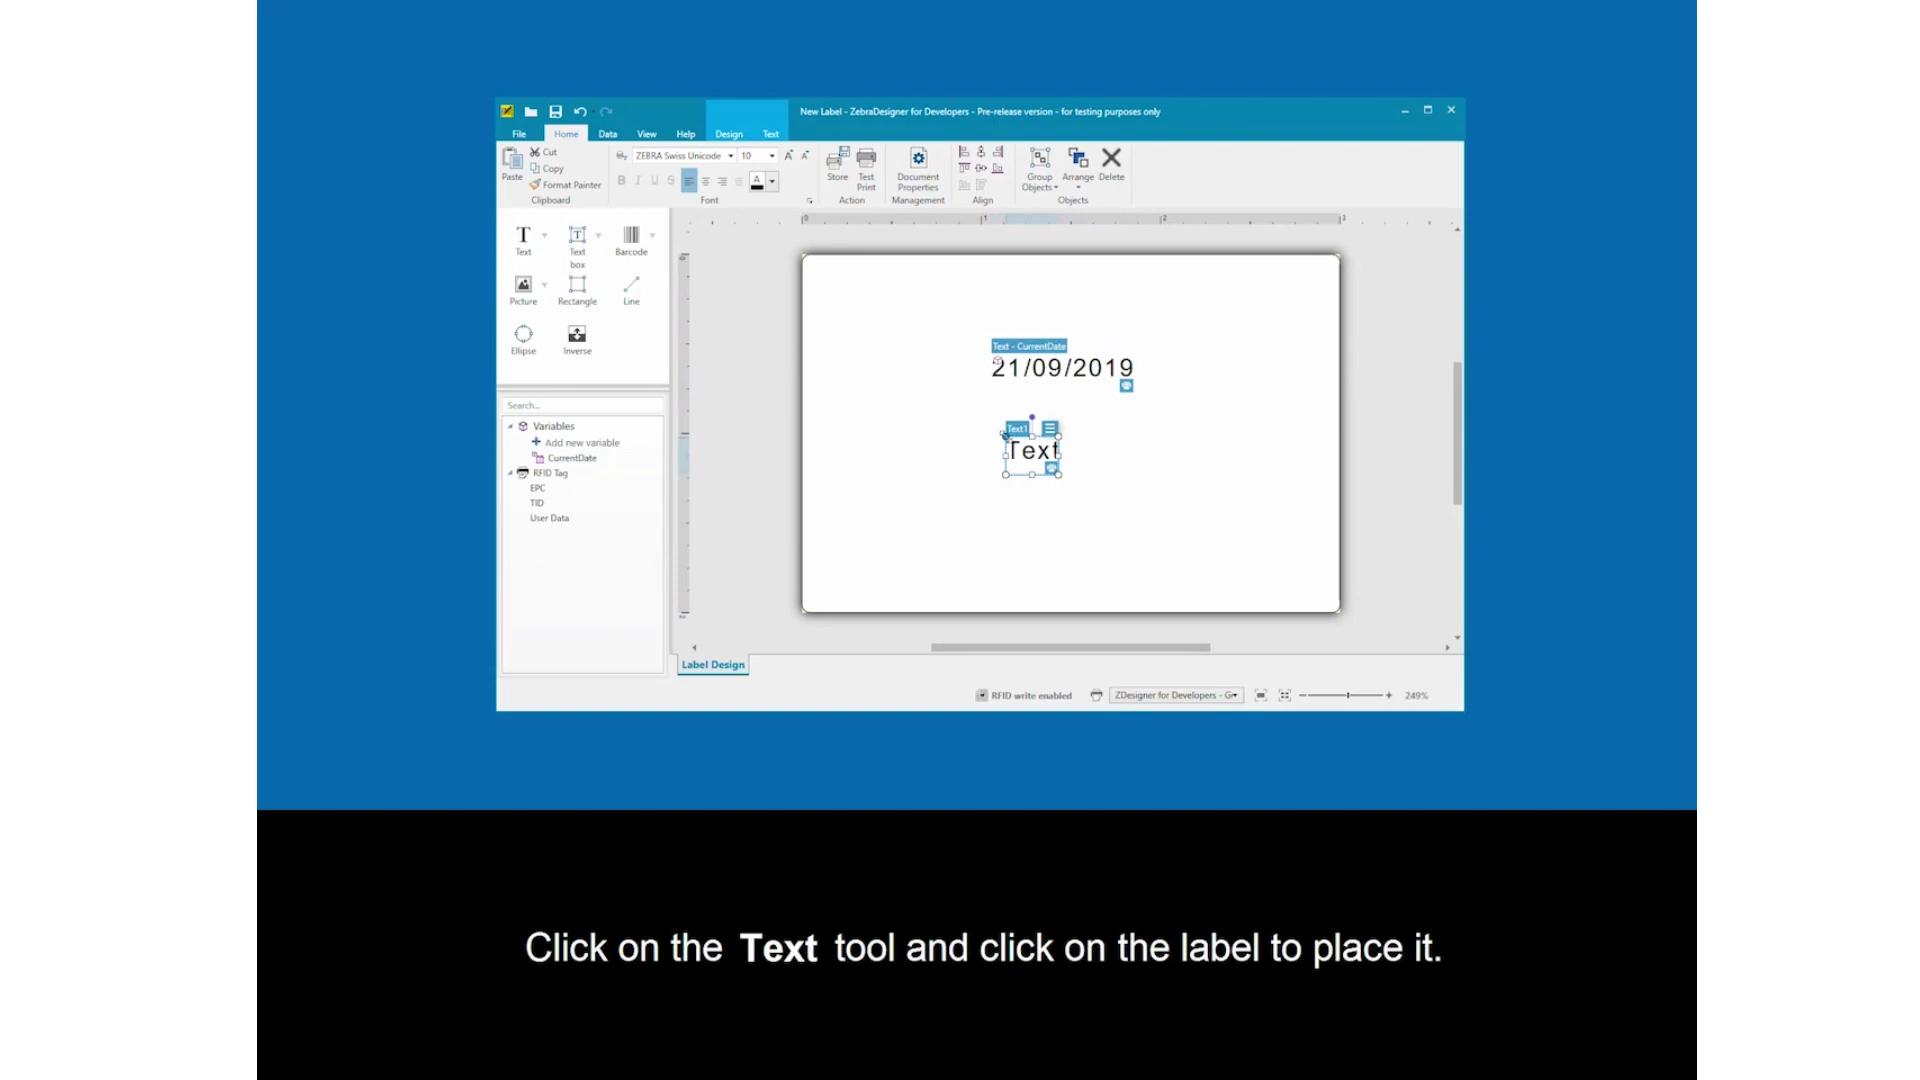 New Label - ZebraDesigner for Developers - Pre-release version - for testing purposes only
File Home Data View Help Design Text
Paste
Cut
Copy
Format Painter
Clipboard
ZEBRA Swiss Unicode 10
B I U S A
Font
Store
Test Print
Action
Document Properties
Management
Align
Group Objects
Arrange
Delete
Objects
Text
Text box
Barcode
Picture
Rectangle
Line
Ellipse
Inverse
Search...
Variables
Add new variable
CurrentDate
RFID Tag
EPC
TID
User Data
0 1 2 3
Text - CurrentDate
21/09/2019
Text1
Text
Label Design
RFID write enabled
ZDesigner for Developers - G
249%
Click on the Text tool and click on the label to place it.